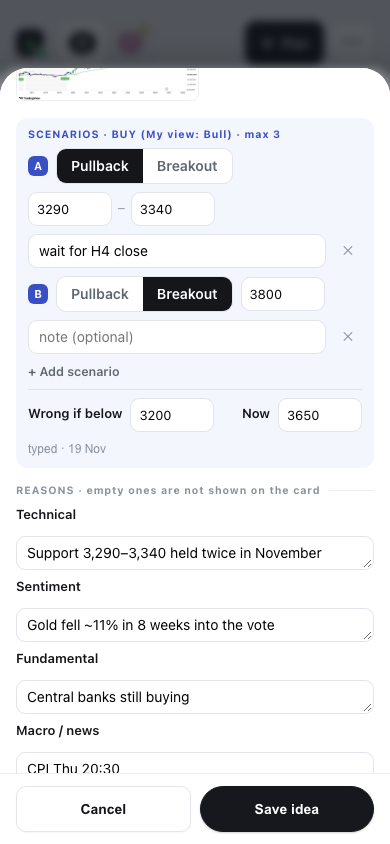 SCENARIOS · BUY (My view: Bull) · max 3
A Pullback Breakout
3290 – 3340
wait for H4 close ×
B Pullback Breakout 3800
note (optional) ×
+ Add scenario
Wrong if below 3200 Now 3650
typed · 19 Nov
REASONS · empty ones are not shown on the card
Technical
Support 3,290–3,340 held twice in November
Sentiment
Gold fell ~11% in 8 weeks into the vote
Fundamental
Central banks still buying
Macro / news
CPI Thu 20:30
Cancel Save idea